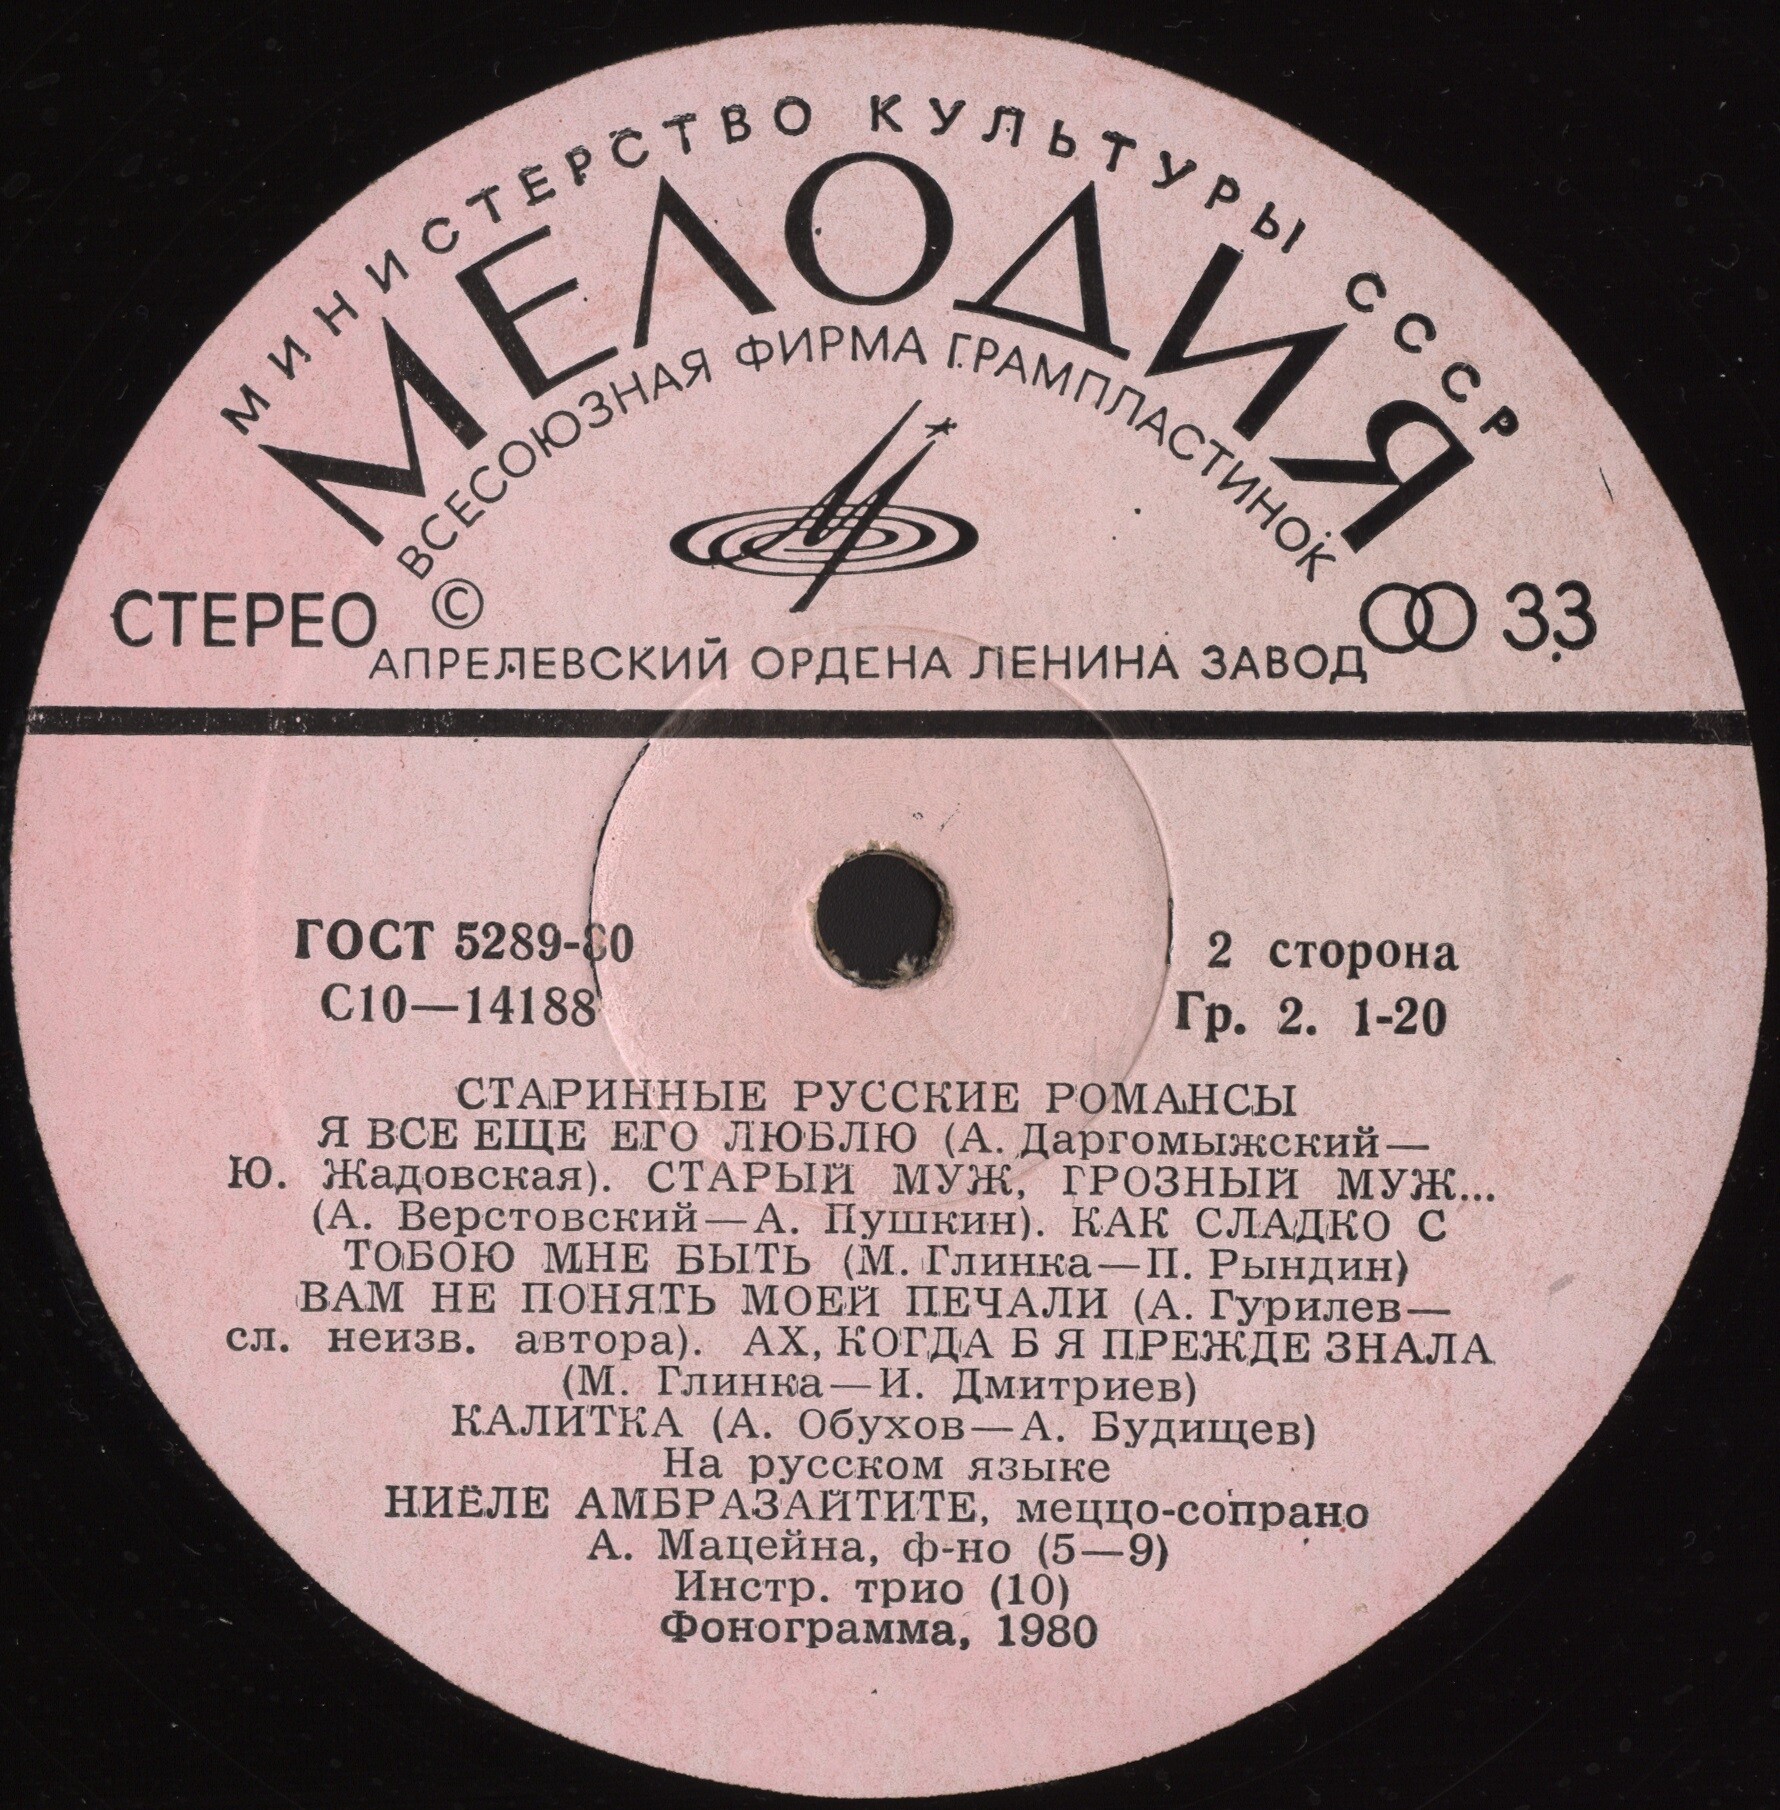 МИНИСТЕРСТВО КУЛЬТУРЫ СССР
МЕЛОДИЯ
ВСЕСОЮЗНАЯ ФИРМА ГРАМПЛАСТИНОК
СТЕРЕО © 33
АПРЕЛЕВСКИЙ ОРДЕНА ЛЕНИНА ЗАВОД
ГОСТ 5289-80 2 сторона
С10—14188 Гр. 2. 1-20
СТАРИННЫЕ РУССКИЕ РОМАНСЫ
Я ВСЕ ЕЩЕ ЕГО ЛЮБЛЮ (А. Даргомыжский—
Ю. Жадовская). СТАРЫЙ МУЖ, ГРОЗНЫЙ МУЖ...
(А. Верстовский—А. Пушкин). КАК СЛАДКО С
ТОБОЮ МНЕ БЫТЬ (М. Глинка—П. Рындин)
ВАМ НЕ ПОНЯТЬ МОЕЙ ПЕЧАЛИ (А. Гурилев—
сл. неизв. автора). АХ, КОГДА Б Я ПРЕЖДЕ ЗНАЛА
(М. Глинка—И. Дмитриев)
КАЛИТКА (А. Обухов—А. Будищев)
На русском языке
НИЁЛЕ АМБРАЗАЙТИТЕ, меццо-сопрано
А. Мацейна, ф-но (5—9)
Инстр. трио (10)
Фонограмма, 1980